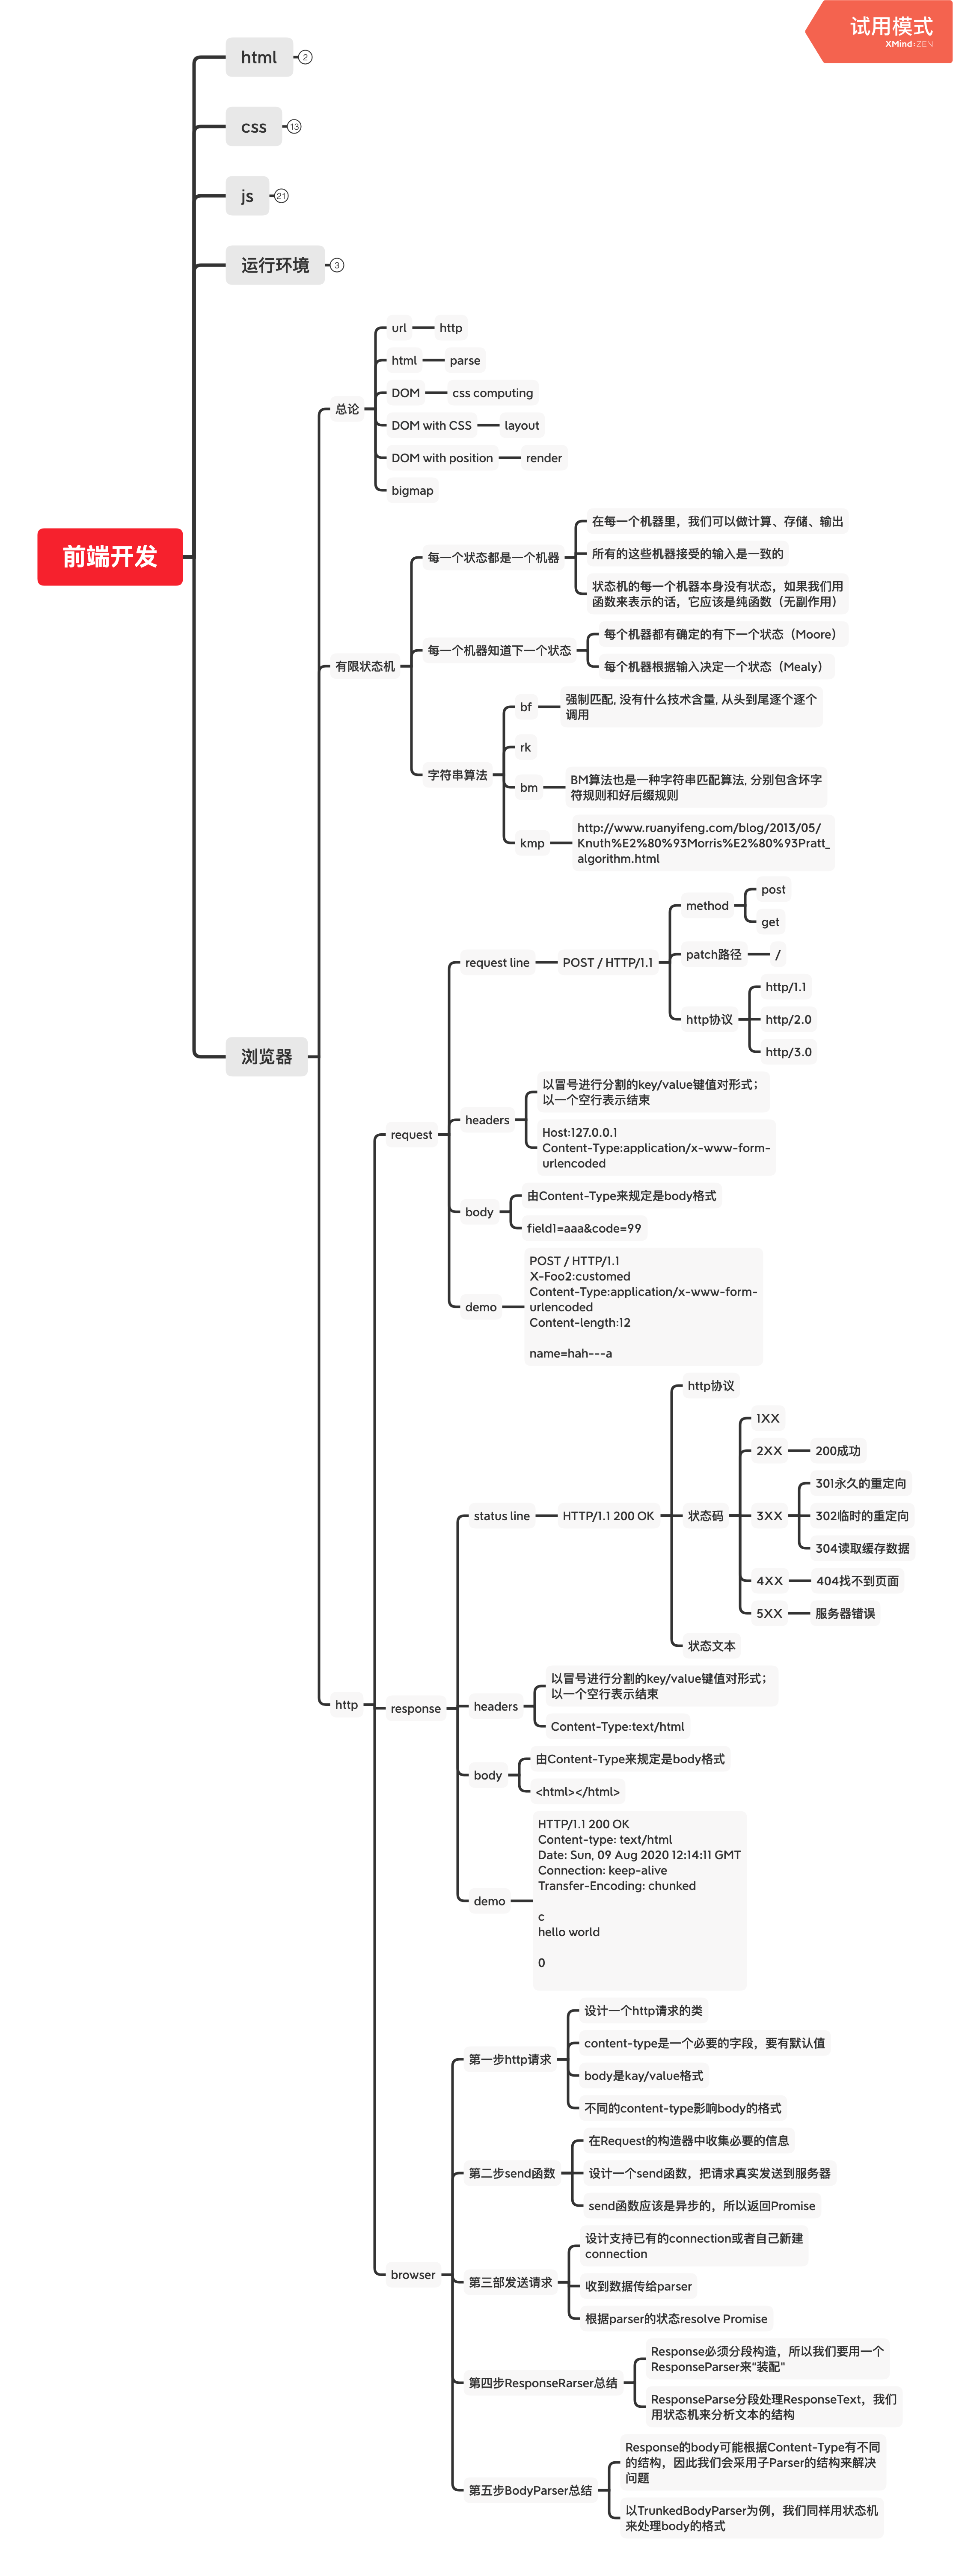 试用模式
XMind:ZEN
html
2
css
13
js
21
运行环境
3
前端开发
浏览器
总论
url
http
html
parse
DOM
css computing
DOM with CSS
layout
DOM with position
render
bigmap
有限状态机
每一个状态都是一个机器
在每一个机器里，我们可以做计算、存储、输出
所有的这些机器接受的输入是一致的
状态机的每一个机器本身没有状态，如果我们用
函数来表示的话，它应该是纯函数（无副作用）
每一个机器知道下一个状态
每个机器都有确定的有下一个状态（Moore）
每个机器根据输入决定一个状态（Mealy）
字符串算法
bf
强制匹配, 没有什么技术含量, 从头到尾逐个逐个
调用
rk
bm
BM算法也是一种字符串匹配算法, 分别包含坏字
符规则和好后缀规则
kmp
http://www.ruanyifeng.com/blog/2013/05/
Knuth%E2%80%93Morris%E2%80%93Pratt_
algorithm.html
http
request
request line
POST / HTTP/1.1
method
post
get
patch路径
/
http协议
http/1.1
http/2.0
http/3.0
headers
以冒号进行分割的key/value键值对形式；
以一个空行表示结束
Host:127.0.0.1
Content-Type:application/x-www-form-
urlencoded
body
由Content-Type来规定是body格式
field1=aaa&code=99
demo
POST / HTTP/1.1
X-Foo2:customed
Content-Type:application/x-www-form-
urlencoded
Content-length:12
name=hah---a
response
status line
HTTP/1.1 200 OK
http协议
状态码
1XX
2XX
200成功
3XX
301永久的重定向
302临时的重定向
304读取缓存数据
4XX
404找不到页面
5XX
服务器错误
状态文本
headers
以冒号进行分割的key/value键值对形式；
以一个空行表示结束
Content-Type:text/html
body
由Content-Type来规定是body格式
<html></html>
demo
HTTP/1.1 200 OK
Content-type: text/html
Date: Sun, 09 Aug 2020 12:14:11 GMT
Connection: keep-alive
Transfer-Encoding: chunked
c
hello world
0
browser
第一步http请求
设计一个http请求的类
content-type是一个必要的字段，要有默认值
body是kay/value格式
不同的content-type影响body的格式
第二步send函数
在Request的构造器中收集必要的信息
设计一个send函数，把请求真实发送到服务器
send函数应该是异步的，所以返回Promise
第三部发送请求
设计支持已有的connection或者自己新建
connection
收到数据传给parser
根据parser的状态resolve Promise
第四步ResponseRarser总结
Response必须分段构造，所以我们要用一个
ResponseParser来"装配"
ResponseParse分段处理ResponseText，我们
用状态机来分析文本的结构
第五步BodyParser总结
Response的body可能根据Content-Type有不同
的结构，因此我们会采用子Parser的结构来解决
问题
以TrunkedBodyParser为例，我们同样用状态机
来处理body的格式